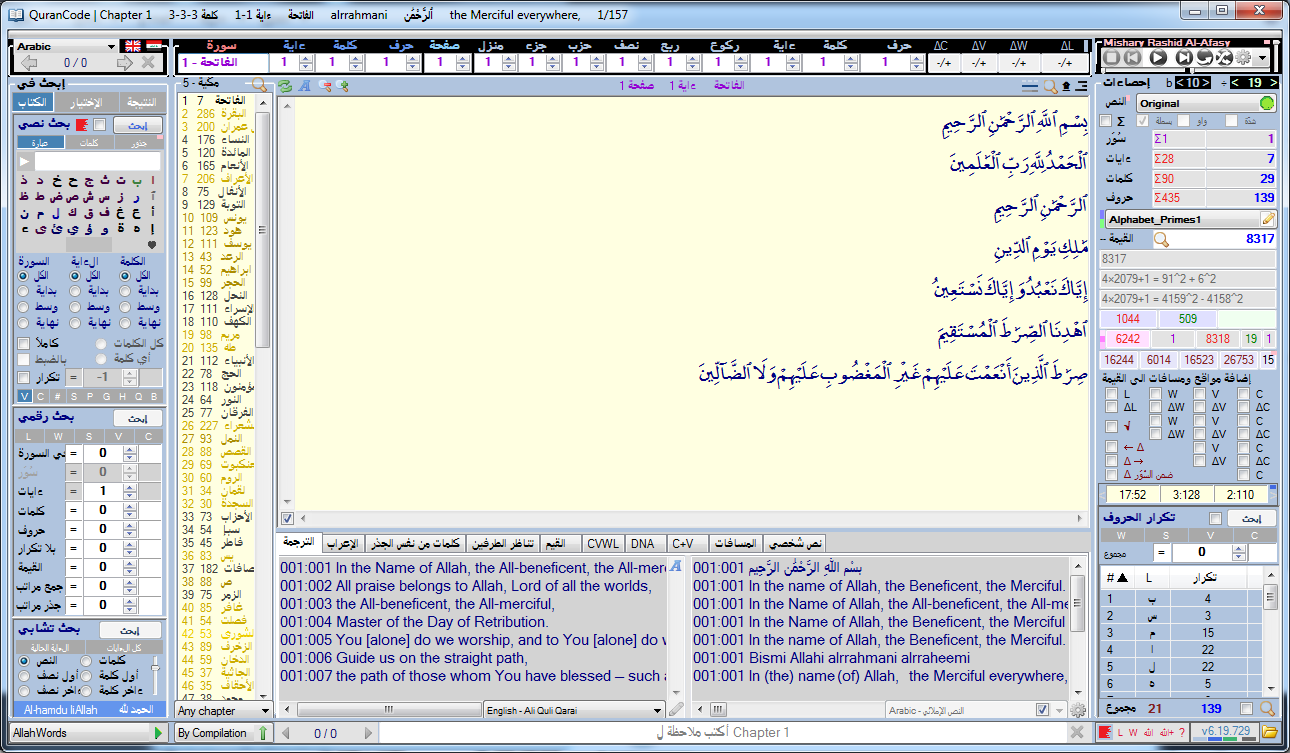 QuranCode | Chapter 1 كلمة 3-3-3 ءاية 1-1 الفاتحة alrrahmani ٱلرَّحْمَٰنِ the Merciful everywhere, 1/157
Arabic
0 / 0
سورة ءاية كلمة حرف صفحة منزل جزء حزب نصف ربع ركوع ءاية كلمة حرف ΔC ΔV ΔW ΔL
1 - الفاتحة 1 1 1 1 1 1 1 1 1 1 1 1 1 -/+ -/+ -/+ -/+
Mishary Rashid Al-Afasy
إبحث في
الكتاب الإختيار النتيجة
بحث نصي إبحث
عبارة كلمات جذور
ا ب ت ث ج ح خ د ذ
السورة الءاية الكلمة
الكل الكل الكل
بداية بداية بداية
وسط وسط وسط
نهاية نهاية نهاية
كاملاً كل الكلمات
بالضبط أي كلمة
تكرار = -1
V C # S P G H Q B
بحث رقمي إبحث
L W S V C
في السورة = 0
سُوَر = 0
ءايات = 1
كلمات = 0
حروف = 0
بلا تكرار = 0
القيمة = 0
جمع مراتب = 0
جذر مراتب = 0
بحث تشابي إبحث
الءاية الحالية كل الءايات
النص كلمات
أول نصف أول كلمة
ءاخر نصف ءاخر كلمة
Al-hamdu liAllah الحمد لله
AllahWords
مكية - 5
1 7 الفاتحة
2 286 البقرة
3 200 عمران
4 176 النساء
5 120 المائدة
6 165 الأنعام
7 206 الأعراف
8 75 الأنفال
9 129 التوبة
10 109 يونس
11 123 هود
12 111 يوسف
13 43 الرعد
14 52 ابراهيم
15 99 الحجر
16 128 النحل
17 111 الإسراء
18 110 الكهف
19 98 مريم
20 135 طه
21 112 الأنبياء
22 78 الحج
23 118 مؤمنون
24 64 النور
25 77 الفرقان
26 227 شعراء
27 93 النمل
28 88 القصص
29 69 عنكبوت
30 60 الروم
31 34 لقمان
32 30 السجدة
33 73 الأحزاب
34 54 سبإ
35 45 فاطر
36 83 يس
37 182 صافات
38 88 ص
39 75 الزمر
40 85 غافر
41 54 فصلت
42 53 شورى
43 89 الزخرف
44 59 الدخان
45 37 الجاثية
46 35 الأحقاف
47 38
Any chapter
By Compilation
الفاتحة ءاية 1 صفحة 1
بِسْمِ ٱللَّهِ ٱلرَّحْمَٰنِ ٱلرَّحِيمِ
ٱلْحَمْدُ لِلَّهِ رَبِّ ٱلْعَٰلَمِينَ
ٱلرَّحْمَٰنِ ٱلرَّحِيمِ
مَٰلِكِ يَوْمِ ٱلدِّينِ
إِيَّاكَ نَعْبُدُ وَإِيَّاكَ نَسْتَعِينُ
ٱهْدِنَا ٱلصِّرَٰطَ ٱلْمُسْتَقِيمَ
صِرَٰطَ ٱلَّذِينَ أَنْعَمْتَ عَلَيْهِمْ غَيْرِ ٱلْمَغْضُوبِ عَلَيْهِمْ وَلَا ٱلضَّآلِّينَ
الترجمة الإعراب كلمات من نفس الجذر تناظر الطرفين القيم CVWL DNA C+V المسافات نص شخصي
001:001 In the Name of Allah, the All-beneficent, the All-mer
001:002 All praise belongs to Allah, Lord of all the worlds,
001:003 the All-beneficent, the All-merciful,
001:004 Master of the Day of Retribution.
001:005 You [alone] do we worship, and to You [alone] do w
001:006 Guide us on the straight path,
001:007 the path of those whom You have blessed – such a
English - Ali Quli Qarai
001:001 بِسْمِ اللَّهِ الرَّحْمَٰنِ الرَّحِيمِ
001:001 In the name of Allah, the Beneficent, the Merciful.
001:001 In the Name of Allah, the All-beneficent, the All-me
001:001 In the Name of Allah, the Beneficent, the Merciful
001:001 In the name of Allah, the Beneficent, the Merciful.
001:001 Bismi Allahi alrrahmani alrraheemi
001:001 In (the) name (of) Allah, the Merciful everywhere,
Arabic - النص الإملائي
0 / 0
أكتب ملاحظة ل Chapter 1
إحصاءات b < 10 > ÷ < 19 >
النص Original
Σ بسملة واو شدّة
سُوَر Σ1 1
ءايات Σ28 7
كلمات Σ90 29
حروف Σ435 139
Alphabet_Primes1
القيمة -- 8317
8317
4×2079+1 = 91^2 + 6^2
4×2079+1 = 4159^2 - 4158^2
1044 509
6242 1 8318 19 1
16244 6014 16523 26753 15
إضافة مواقع ومسافات الى القيمة
L W V C
ΔL ΔW ΔV ΔC
√ W V C
ΔW ΔV ΔC
← Δ V C
Δ → ΔV ΔC
Δ ضمن السُّوَر C
17:52 3:128 2:110
تكرار الحروف إبحث
W S V C
مجموع = 0
# ▲ L تكرار
1 ب 4
2 س 3
3 م 15
4 ا 22
5 ل 22
6 ه 5
مجموع 21 139
L W لله لله+ ? v6.19.729